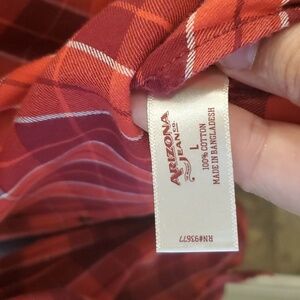 ARIZONA
JEAN CO
L
100% COTTON
MADE IN BANGLADESH
RN#93677